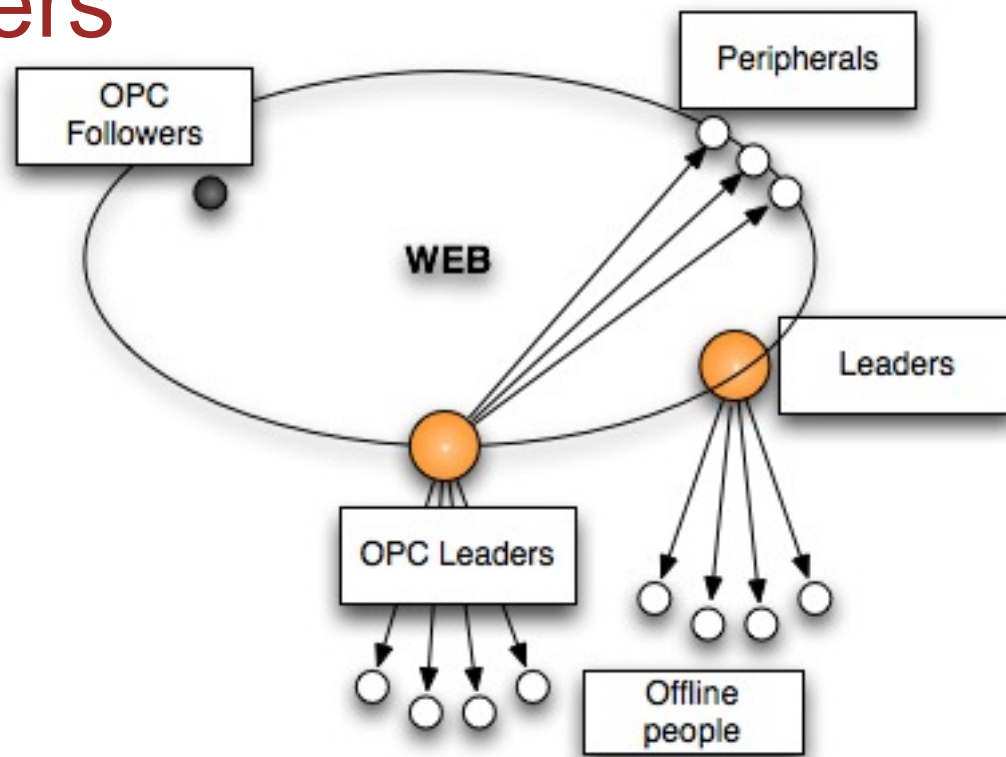 ers
OPC
Followers
Peripherals
WEB
Leaders
OPC Leaders
Offline
people